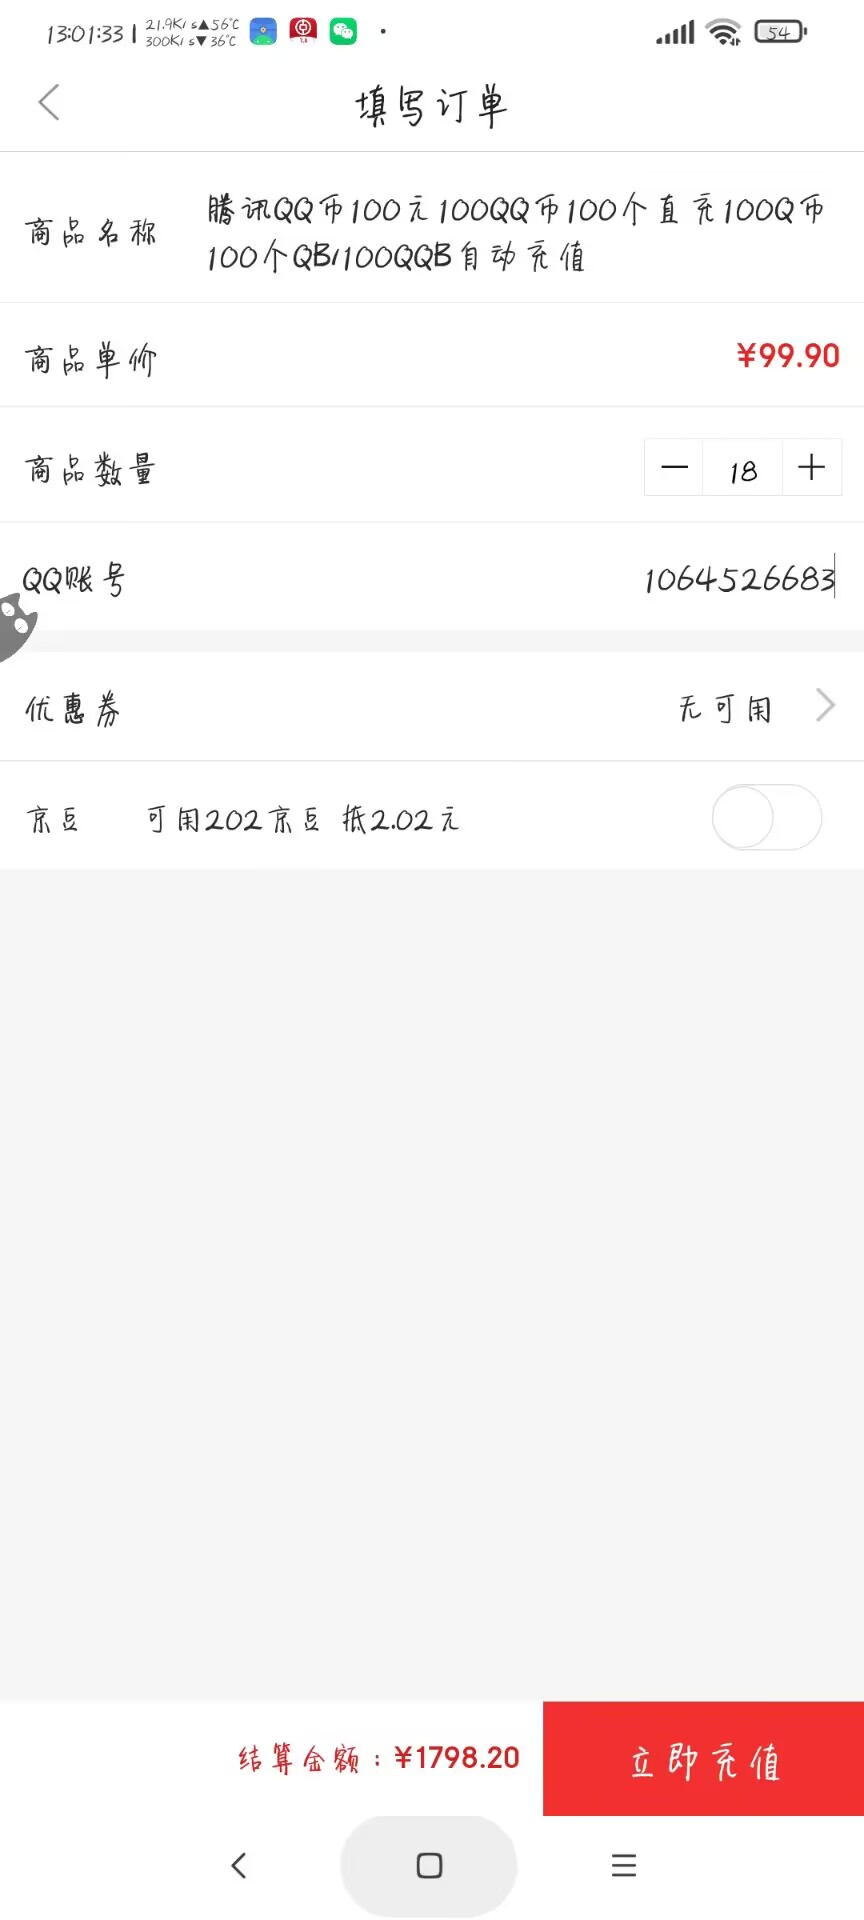 13:01:33 | 21.9K/s▲56℃
300K/s▼36℃
54
填写订单
商品名称
腾讯QQ币100元100QQ币100个直充100Q币
100个QB/100QQB自动充值
商品单价 ¥99.90
商品数量 — 18 +
QQ账号 1064526683
优惠券 无可用
京豆 可用202京豆 抵2.02元
结算金额：¥1798.20 立即充值